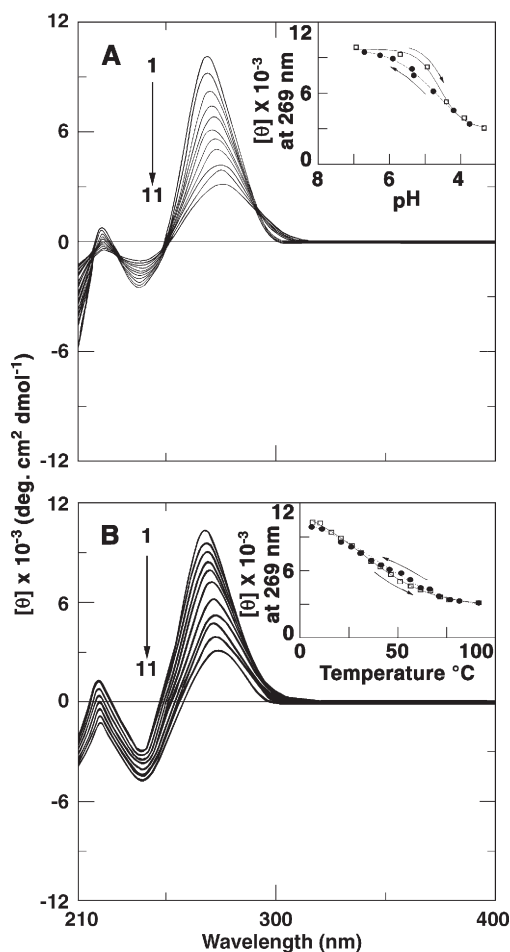 [θ] x 10-3 (deg. cm2 dmol-1)
12
6
0
-6
-12
A
1
11
[θ] X 10-3
at 269 nm
12
6
0
8
6
4
pH
12
6
0
-6
-12
B
1
11
[θ] X 10-3
at 269 nm
12
6
0
0
50
100
Temperature °C
210
300
400
Wavelength (nm)